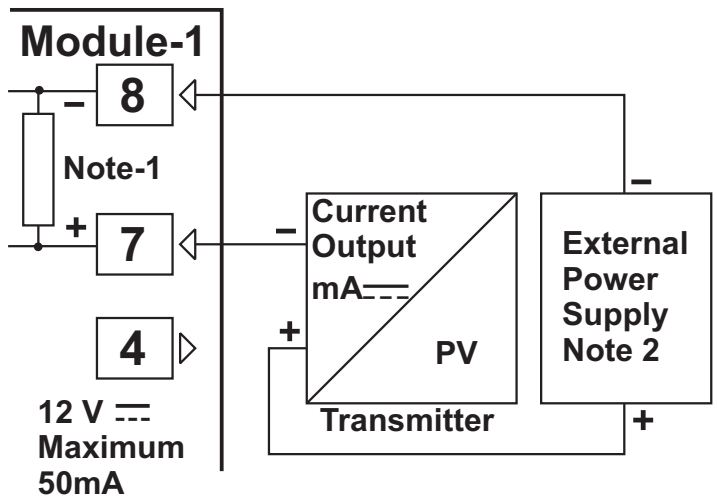 Module-1
8
−
Note-1
+
7
−
Current
Output
mA
+
PV
Transmitter
−
External
Power
Supply
Note 2
+
4
12 V
Maximum
50mA